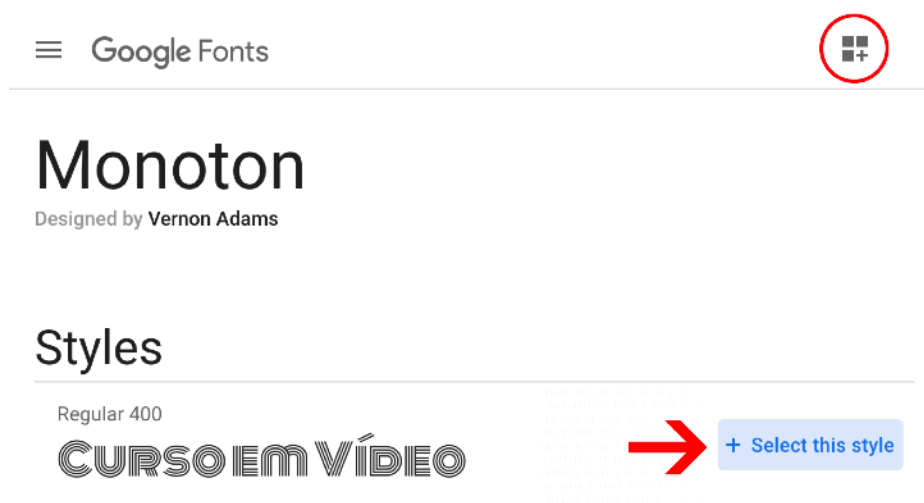 Google Fonts
Monoton
Designed by Vernon Adams
Styles
Regular 400
CURSO EM VÍDEO
+ Select this style